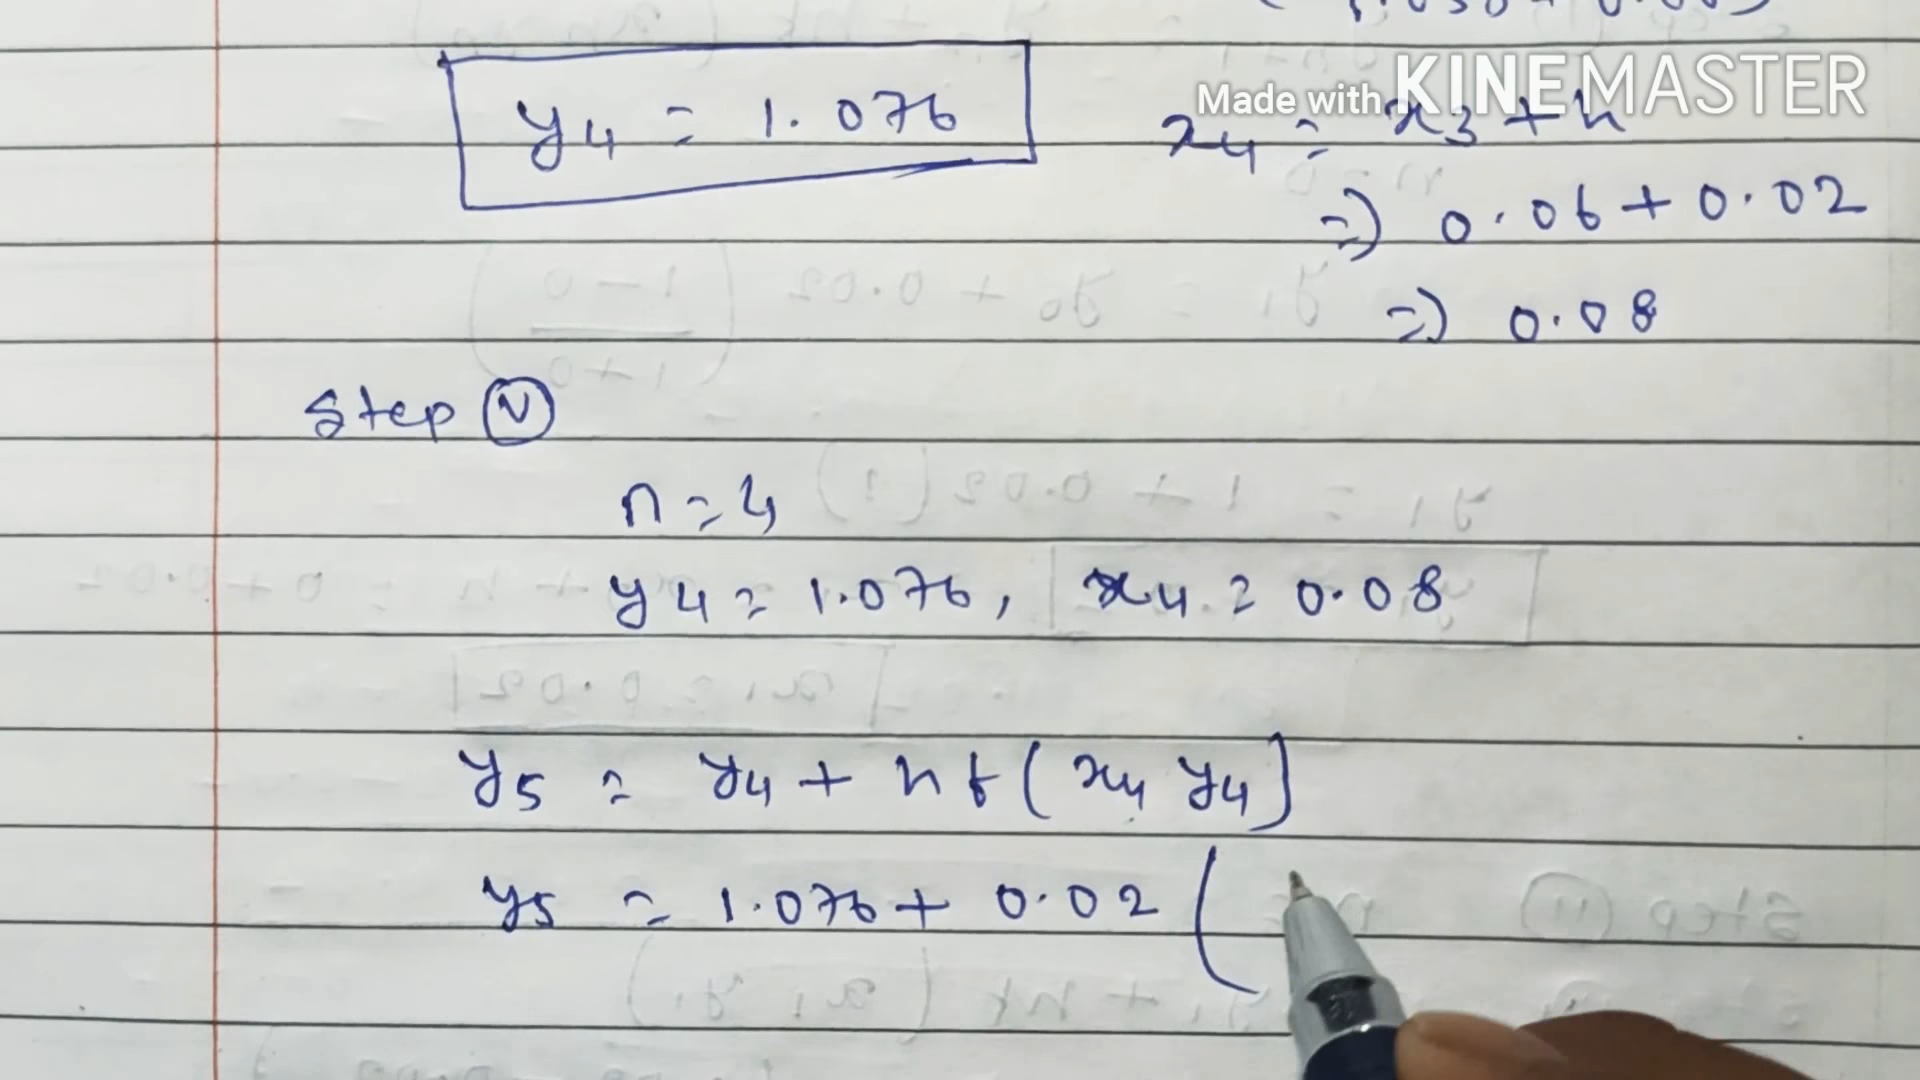 Made with KINEMASTER
y4 = 1.076
x4 = x3 + h
=) 0.06 + 0.02
=) 0.08
Step (V)
n = 4
y4 = 1.076, x4 = 0.08
y5 = y4 + hf(x4 y4)
y5 = 1.076 + 0.02 (